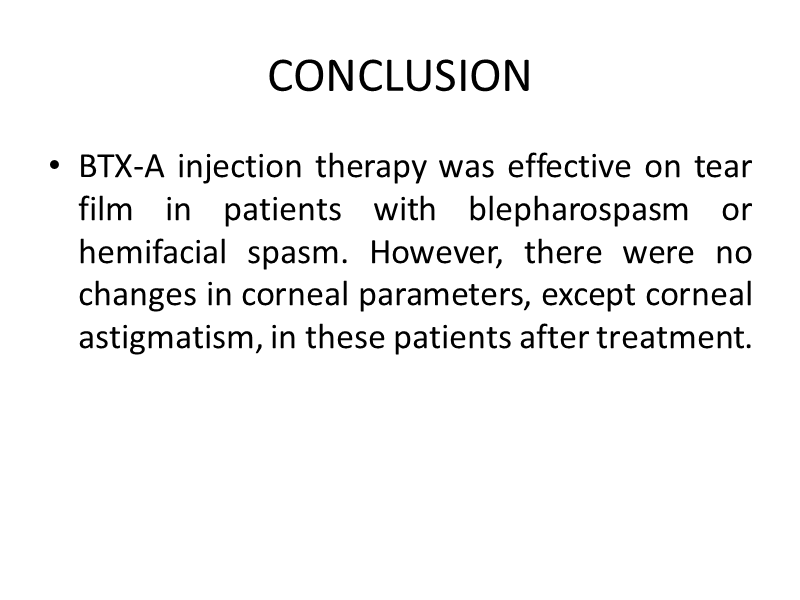 CONCLUSION
• BTX-A injection therapy was effective on tear
film in patients with blepharospasm or
hemifacial spasm. However, there were no
changes in corneal parameters, except corneal
astigmatism, in these patients after treatment.